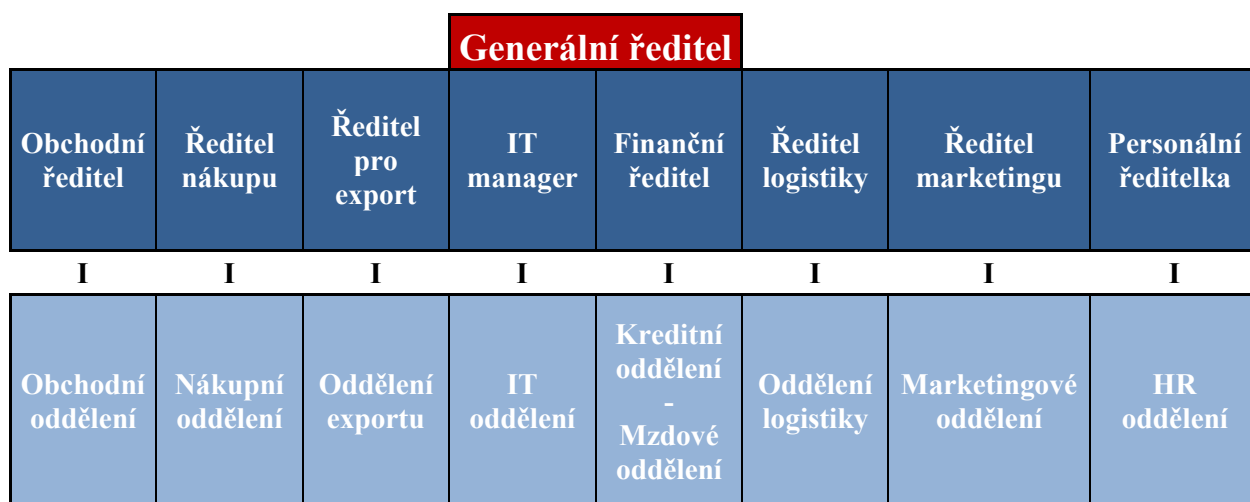 Generální ředitel
Obchodní
ředitel
Ředitel
nákupu
Ředitel
pro
export
IT
manager
Finanční
ředitel
Ředitel
logistiky
Ředitel
marketingu
Personální
ředitelka
I I I I I I I I
Obchodní
oddělení
Nákupní
oddělení
Oddělení
exportu
IT
oddělení
Kreditní
oddělení
-
Mzdové
oddělení
Oddělení
logistiky
Marketingové
oddělení
HR
oddělení